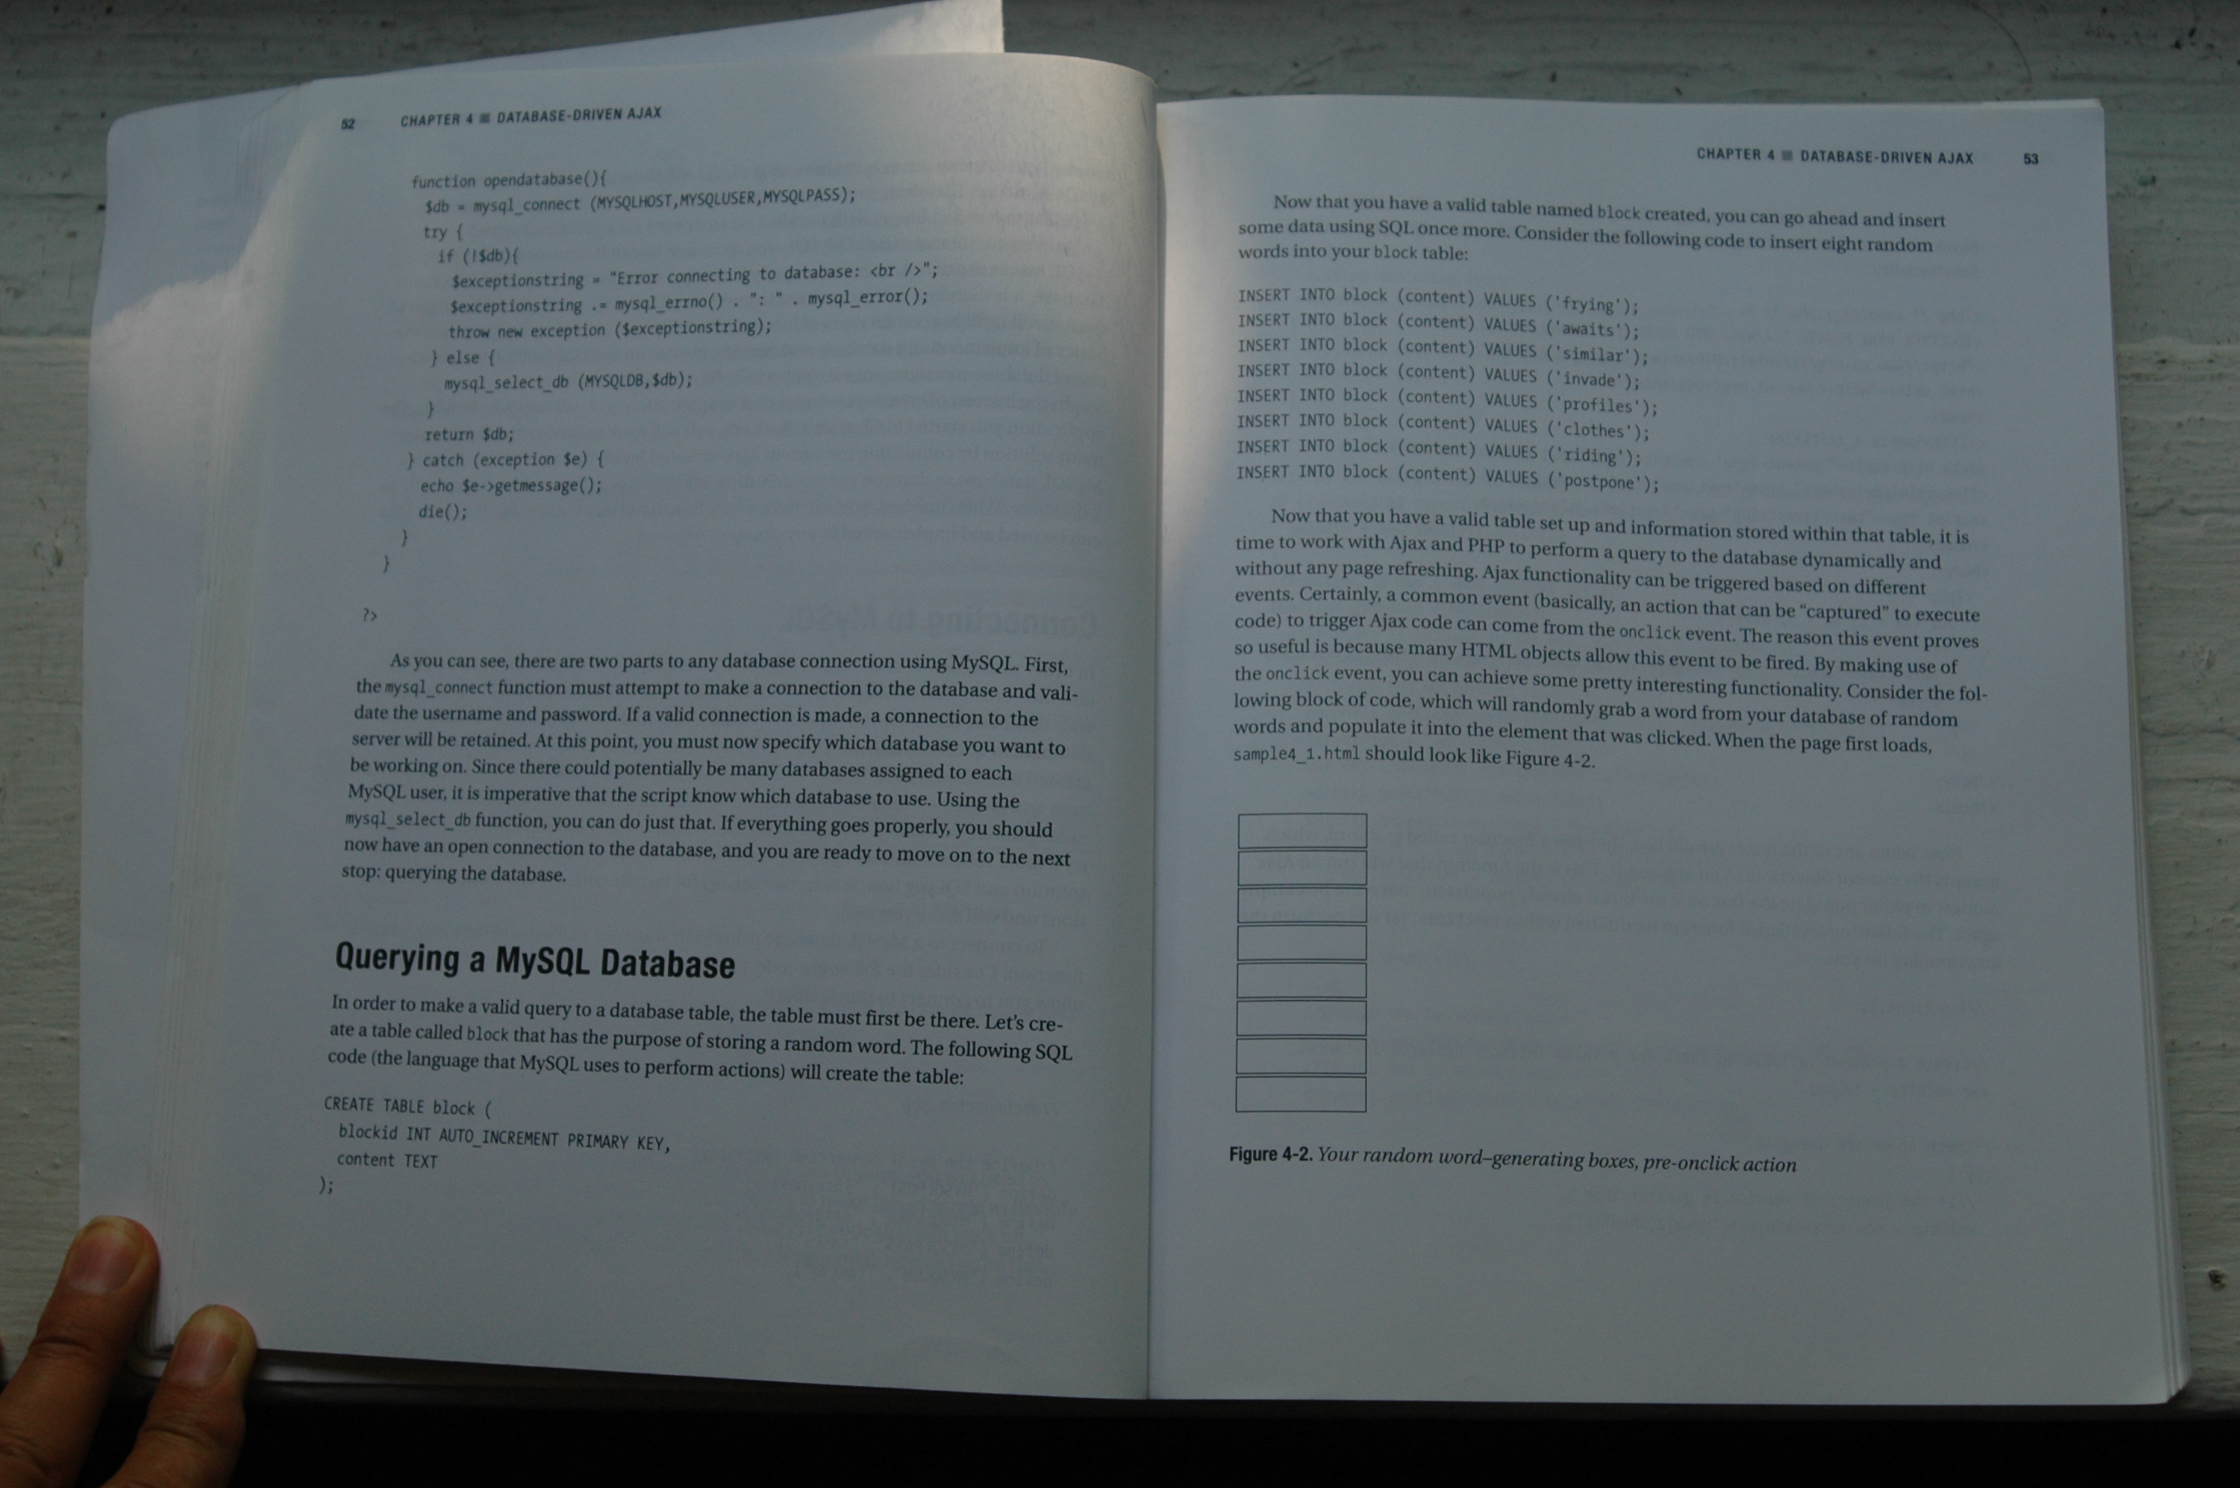 52 CHAPTER 4 ■ DATABASE-DRIVEN AJAX
function opendatabase(){
$db = mysql_connect (MYSQLHOST,MYSQLUSER,MYSQLPASS);
try {
if (!$db){
$exceptionstring = "Error connecting to database: <br />";
$exceptionstring .= mysql_errno() . ": " . mysql_error();
throw new exception ($exceptionstring);
} else {
mysql_select_db (MYSQLDB,$db);
}
return $db;
} catch (exception $e) {
echo $e->getmessage();
die();
}
}
?>
As you can see, there are two parts to any database connection using MySQL. First,
the mysql_connect function must attempt to make a connection to the database and vali-
date the username and password. If a valid connection is made, a connection to the
server will be retained. At this point, you must now specify which database you want to
be working on. Since there could potentially be many databases assigned to each
MySQL user, it is imperative that the script know which database to use. Using the
mysql_select_db function, you can do just that. If everything goes properly, you should
now have an open connection to the database, and you are ready to move on to the next
stop: querying the database.
Querying a MySQL Database
In order to make a valid query to a database table, the table must first be there. Let's cre-
ate a table called block that has the purpose of storing a random word. The following SQL
code (the language that MySQL uses to perform actions) will create the table:
CREATE TABLE block (
blockid INT AUTO_INCREMENT PRIMARY KEY,
content TEXT
);
CHAPTER 4 ■ DATABASE-DRIVEN AJAX 53
Now that you have a valid table named block created, you can go ahead and insert
some data using SQL once more. Consider the following code to insert eight random
words into your block table:
INSERT INTO block (content) VALUES ('frying');
INSERT INTO block (content) VALUES ('awaits');
INSERT INTO block (content) VALUES ('similar');
INSERT INTO block (content) VALUES ('invade');
INSERT INTO block (content) VALUES ('profiles');
INSERT INTO block (content) VALUES ('clothes');
INSERT INTO block (content) VALUES ('riding');
INSERT INTO block (content) VALUES ('postpone');
Now that you have a valid table set up and information stored within that table, it is
time to work with Ajax and PHP to perform a query to the database dynamically and
without any page refreshing. Ajax functionality can be triggered based on different
events. Certainly, a common event (basically, an action that can be "captured" to execute
code) to trigger Ajax code can come from the onclick event. The reason this event proves
so useful is because many HTML objects allow this event to be fired. By making use of
the onclick event, you can achieve some pretty interesting functionality. Consider the fol-
lowing block of code, which will randomly grab a word from your database of random
words and populate it into the element that was clicked. When the page first loads,
sample4_1.html should look like Figure 4-2.
Figure 4-2. Your random word–generating boxes, pre-onclick action